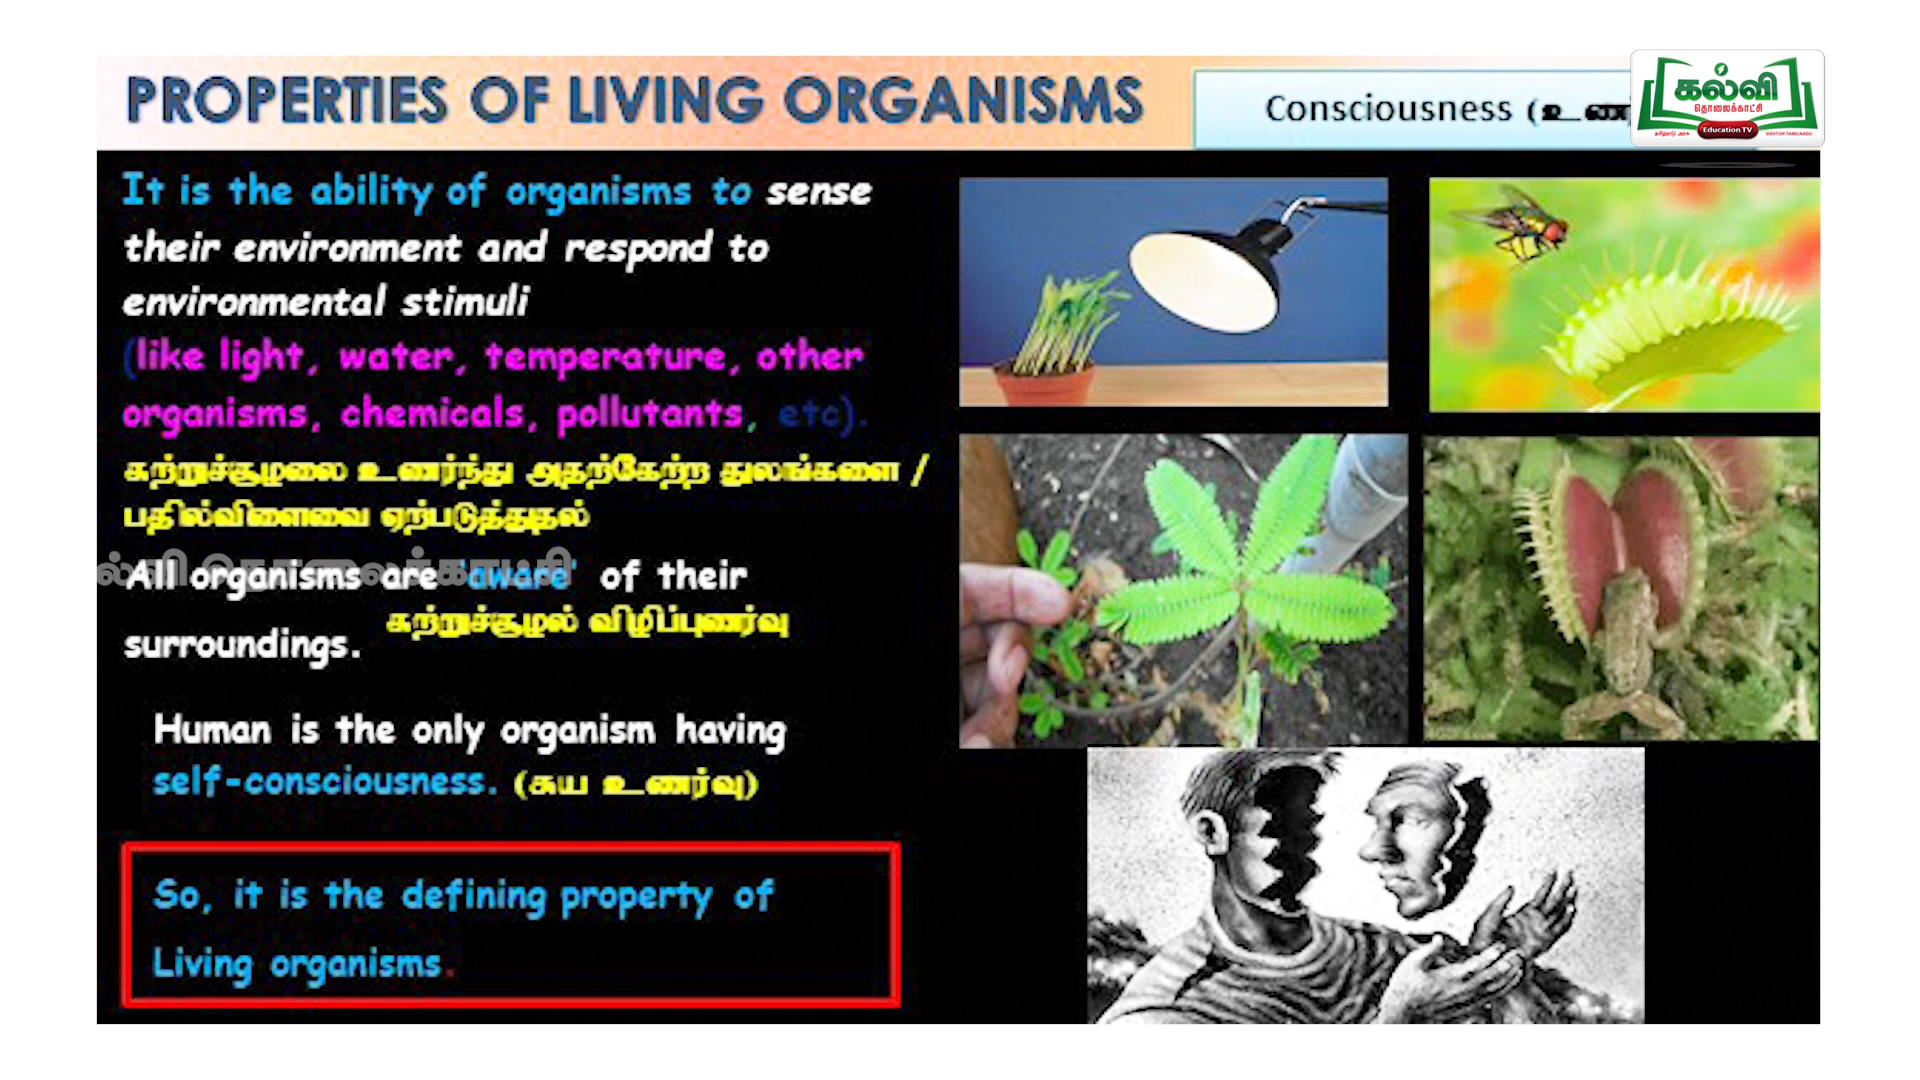 PROPERTIES OF LIVING ORGANISMS
Consciousness (உண
கல்வி
தொலைக்காட்சி
Education TV
It is the ability of organisms to sense
their environment and respond to
environmental stimuli
(like light, water, temperature, other
organisms, chemicals, pollutants, etc).
சுற்றுச்சூழலை உணர்ந்து அதற்கேற்ற துலங்களை /
பதில்விளைவை ஏற்படுத்துதல்
ல்வி தொலைக்காட்சி
All organisms are 'aware' of their
சுற்றுச்சூழல் விழிப்புணர்வு
surroundings.
Human is the only organism having
self-consciousness. (சுய உணர்வு)
So, it is the defining property of
Living organisms.